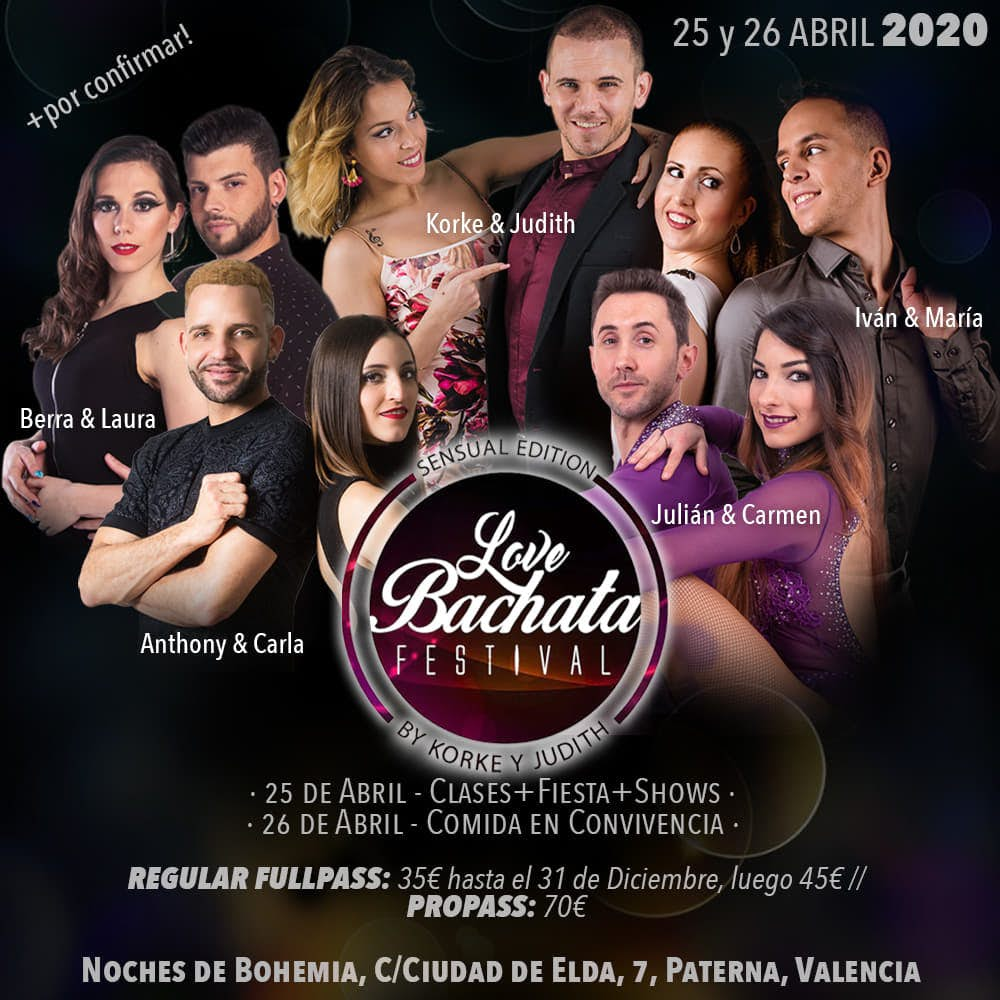 25 y 26 ABRIL 2020
+por confirmar!
Korke & Judith
Iván & María
Berra & Laura
Julián & Carmen
Anthony & Carla
SENSUAL EDITION
Love
Bachata
FESTIVAL
BY KORKE Y JUDITH
· 25 DE ABRIL - CLASES+FIESTA+SHOWS ·
· 26 DE ABRIL - COMIDA EN CONVIVENCIA ·
REGULAR FULLPASS: 35€ hasta el 31 de Diciembre, luego 45€ //
PROPASS: 70€
NOCHES DE BOHEMIA, C/CIUDAD DE ELDA, 7, PATERNA, VALENCIA